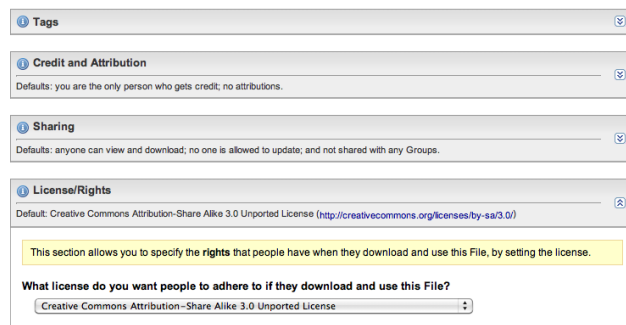 Tags
Credit and Attribution
Defaults: you are the only person who gets credit; no attributions.
Sharing
Defaults: anyone can view and download; no one is allowed to update; and not shared with any Groups.
License/Rights
Default: Creative Commons Attribution-Share Alike 3.0 Unported License (http://creativecommons.org/licenses/by-sa/3.0/)
This section allows you to specify the rights that people have when they download and use this File, by setting the license.
What license do you want people to adhere to if they download and use this File?
Creative Commons Attribution-Share Alike 3.0 Unported License